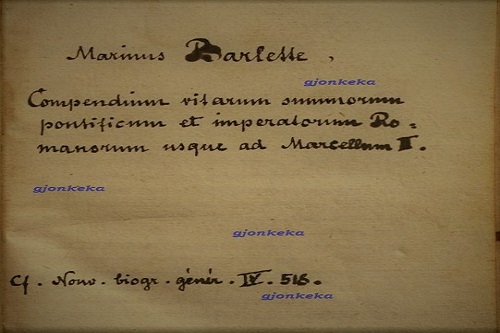 Marinus Barlette,
gjonkeka
Compendium vitarum summorum
pontificum et imperatorum Ro=
manorum usque ad Marcellum II.
gjonkeka
gjonkeka
Cf. Nouv. biogr. génér. IV. 518.
gjonkeka